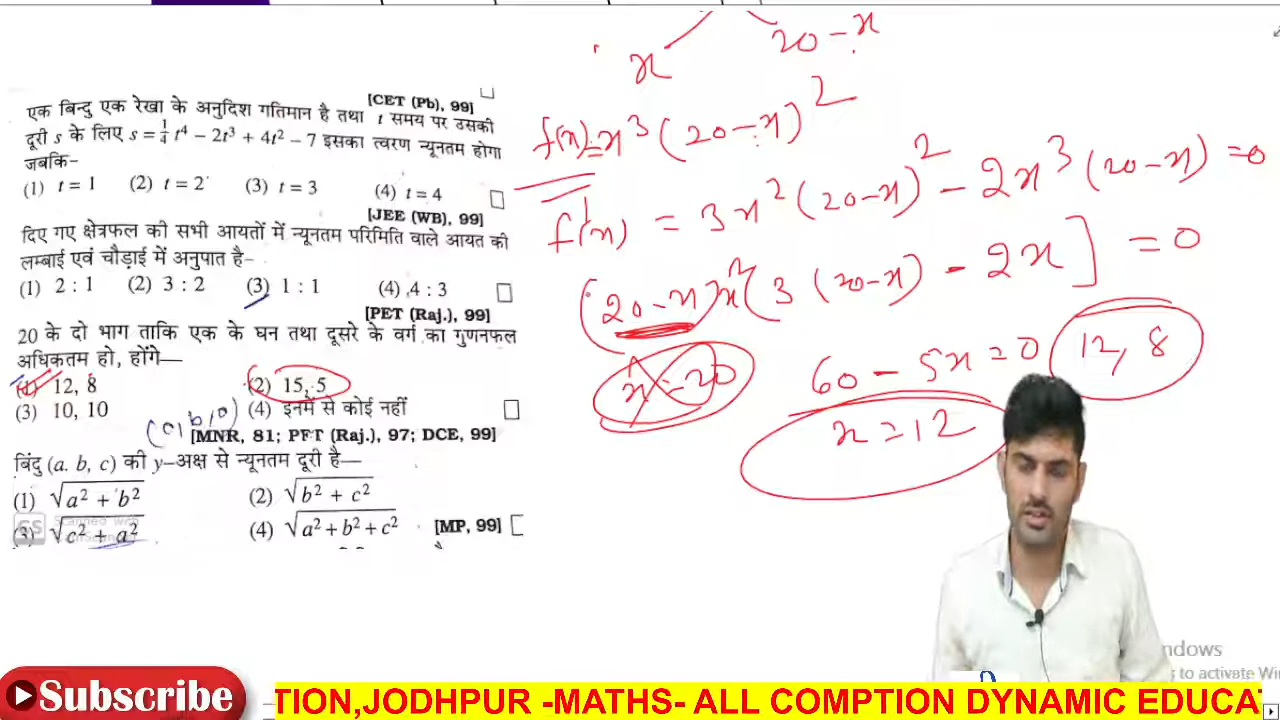 [CET (Pb), 99]
एक बिन्दु एक रेखा के अनुदिश गतिमान है तथा t समय पर उसकी
दूरी s के लिए s = 1/4 t⁴ − 2t³ + 4t² − 7 इसका त्वरण न्यूनतम होगा
जबकि−
(1) t = 1 (2) t = 2 (3) t = 3 (4) t = 4
[JEE (WB), 99]
दिए गए क्षेत्रफल की सभी आयतों में न्यूनतम परिमिति वाले आयत की
लम्बाई एवं चौड़ाई में अनुपात है−
(1) 2 : 1 (2) 3 : 2 (3) 1 : 1 (4) 4 : 3
[PET (Raj.), 99]
20 के दो भाग ताकि एक के घन तथा दूसरे के वर्ग का गुणनफल
अधिकतम हो, होंगे—
(1) 12, 8 (2) 15, 5
(3) 10, 10 (4) इनमें से कोई नहीं
(a, b, c)
[MNR, 81; PET (Raj.), 97; DCE, 99]
बिंदु (a. b, c) की y−अक्ष से न्यूनतम दूरी है—
(1) √(a² + b²) (2) √(b² + c²)
(3) √(c² + a²) (4) √(a² + b² + c²) [MP, 99]
x 20 − x
f(x) = x³ (20 − x)²
f'(x) = 3x² (20 − x)² − 2x³ (20 − x) = 0
(20 − x) x² (3 (20 − x) − 2x] = 0
x = 20
60 − 5x = 0
x = 12
12, 8
ndows
to activate Win
Subscribe
TION,JODHPUR -MATHS- ALL COMPTION DYNAMIC EDUCAT